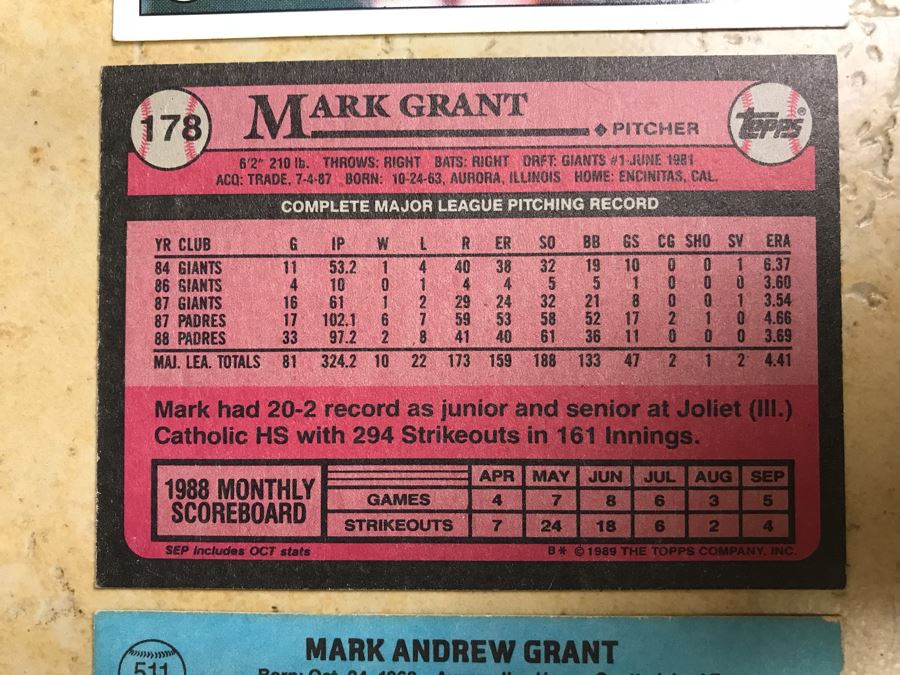 178
MARK GRANT
PITCHER
TOPPS®
6'2" 210 lb. THROWS: RIGHT BATS: RIGHT DRFT: GIANTS #1-JUNE 1981
ACQ: TRADE, 7-4-87 BORN: 10-24-63, AURORA, ILLINOIS HOME: ENCINITAS, CAL.
COMPLETE MAJOR LEAGUE PITCHING RECORD
YR CLUB G IP W L R ER SO BB GS CG SHO SV ERA
84 GIANTS 11 53.2 1 4 40 38 32 19 10 0 0 1 6.37
86 GIANTS 4 10 0 1 4 4 5 5 1 0 0 0 3.60
87 GIANTS 16 61 1 2 29 24 32 21 8 0 0 1 3.54
87 PADRES 17 102.1 6 7 59 53 58 52 17 2 1 0 4.66
88 PADRES 33 97.2 2 8 41 40 61 36 11 0 0 0 3.69
MAJ. LEA. TOTALS 81 324.2 10 22 173 159 188 133 47 2 1 2 4.41
Mark had 20-2 record as junior and senior at Joliet (Ill.)
Catholic HS with 294 Strikeouts in 161 Innings.
1988 MONTHLY
SCOREBOARD
APR MAY JUN JUL AUG SEP
GAMES 4 7 8 6 3 5
STRIKEOUTS 7 24 18 6 2 4
SEP includes OCT stats
B* © 1989 THE TOPPS COMPANY, INC.
511
MARK ANDREW GRANT